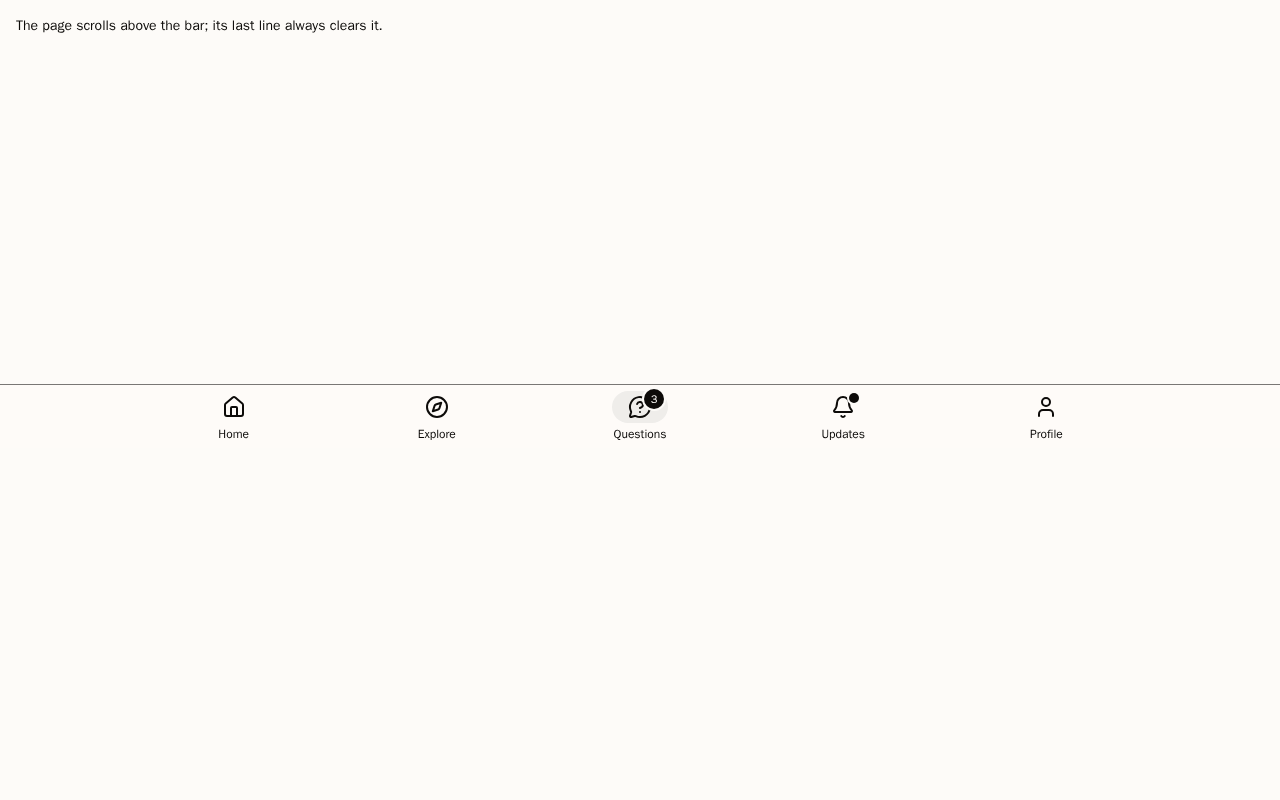 The page scrolls above the bar; its last line always clears it.
3
Home
Explore
Questions
Updates
Profile